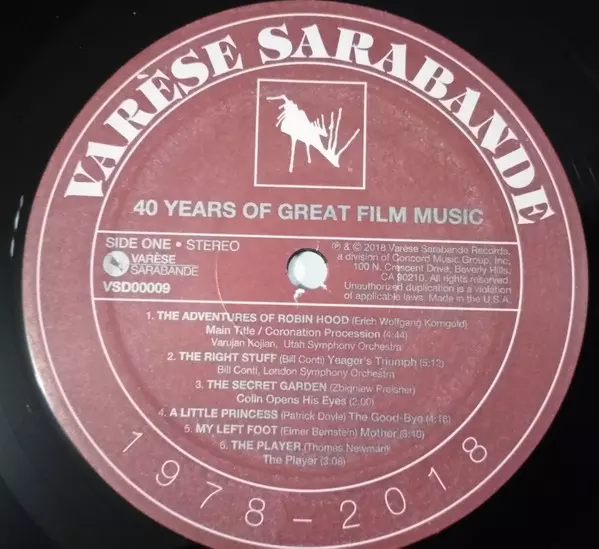 VARÈSE SARABANDE
40 YEARS OF GREAT FILM MUSIC
SIDE ONE • STEREO
VARÈSE
SARABANDE
VSD00009
℗ & © 2018 Varèse Sarabande Records,
a division of Concord Music Group, Inc,
100 N. Crescent Drive, Beverly Hills,
CA 90210. All rights reserved.
Unauthorized duplication is a violation
of applicable laws. Made in the U.S.A.
1. THE ADVENTURES OF ROBIN HOOD (Erich Wolfgang Korngold)
Main Title / Coronation Procession (4:44)
Varujan Kojian, Utah Symphony Orchestra
2. THE RIGHT STUFF (Bill Conti) Yeager's Triumph (5:12)
Bill Conti, London Symphony Orchestra
3. THE SECRET GARDEN (Zbigniew Preisner)
Colin Opens His Eyes (2:00)
4. A LITTLE PRINCESS (Patrick Doyle) The Good-Bye (4:16)
5. MY LEFT FOOT (Elmer Bernstein) Mother (3:40)
6. THE PLAYER (Thomas Newman)
The Player (3:08)
1978-2018